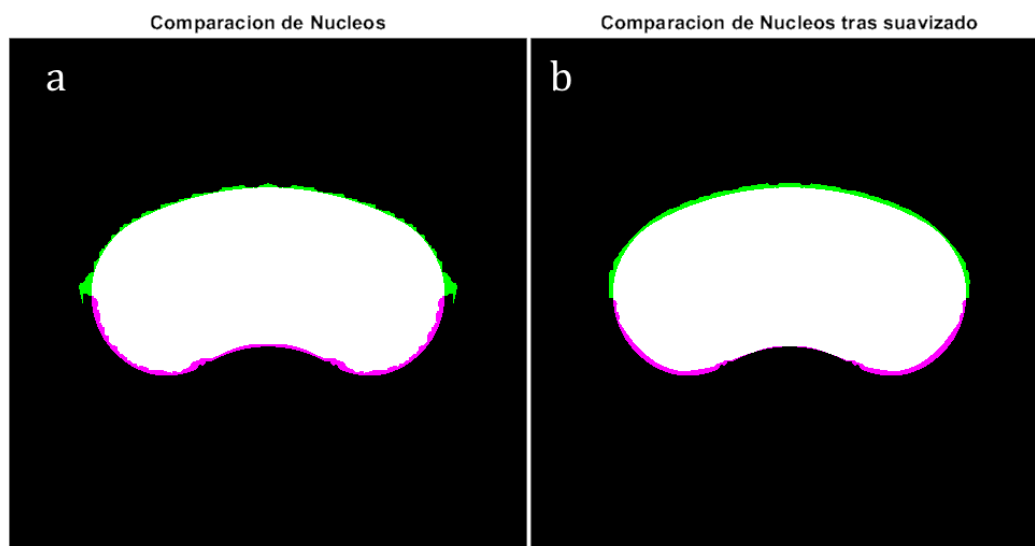 Comparacion de Nucleos
Comparacion de Nucleos tras suavizado
a
b